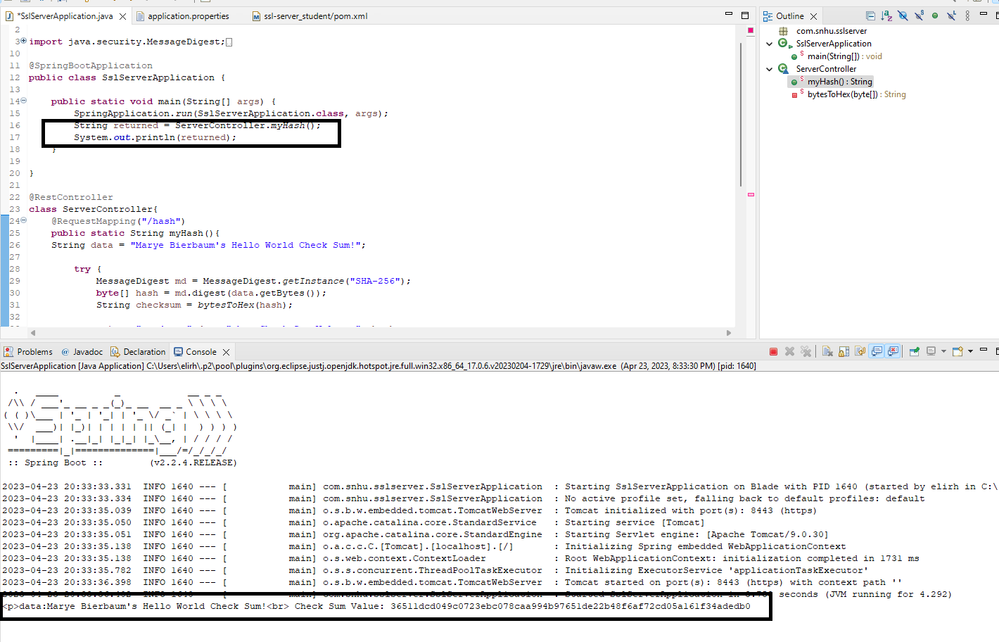 *SslServerApplication.java application.properties ssl-server_student/pom.xml
2
3 import java.security.MessageDigest;
10
11 @SpringBootApplication
12 public class SslServerApplication {
13
14 public static void main(String[] args) {
15 SpringApplication.run(SslServerApplication.class, args);
16 String returned = ServerController.myHash();
17 System.out.println(returned);
18 }
19
20 }
21
22 @RestController
23 class ServerController{
24 @RequestMapping("/hash")
25 public static String myHash(){
26 String data = "Marye Bierbaum's Hello World Check Sum!";
27
28 try {
29 MessageDigest md = MessageDigest.getInstance("SHA-256");
30 byte[] hash = md.digest(data.getBytes());
31 String checksum = bytesToHex(hash);
32
Outline
com.snhu.sslserver
SslServerApplication
main(String[]) : void
ServerController
myHash() : String
bytesToHex(byte[]) : String
Problems @ Javadoc Declaration Console
SslServerApplication [Java Application] C:\Users\elirh\.p2\pool\plugins\org.eclipse.justj.openjdk.hotspot.jre.full.win32.x86_64_17.0.6.v20230204-1729\jre\bin\javaw.exe (Apr 23, 2023, 8:33:30 PM) [pid: 1640]
:: Spring Boot :: (v2.2.4.RELEASE)
2023-04-23 20:33:33.331 INFO 1640 --- [ main] com.snhu.sslserver.SslServerApplication : Starting SslServerApplication on Blade with PID 1640 (started by elirh in C:\
2023-04-23 20:33:33.334 INFO 1640 --- [ main] com.snhu.sslserver.SslServerApplication : No active profile set, falling back to default profiles: default
2023-04-23 20:33:35.039 INFO 1640 --- [ main] o.s.b.w.embedded.tomcat.TomcatWebServer : Tomcat initialized with port(s): 8443 (https)
2023-04-23 20:33:35.050 INFO 1640 --- [ main] o.apache.catalina.core.StandardService : Starting service [Tomcat]
2023-04-23 20:33:35.051 INFO 1640 --- [ main] org.apache.catalina.core.StandardEngine : Starting Servlet engine: [Apache Tomcat/9.0.30]
2023-04-23 20:33:35.138 INFO 1640 --- [ main] o.a.c.c.C.[Tomcat].[localhost].[/] : Initializing Spring embedded WebApplicationContext
2023-04-23 20:33:35.138 INFO 1640 --- [ main] o.s.web.context.ContextLoader : Root WebApplicationContext: initialization completed in 1731 ms
2023-04-23 20:33:35.782 INFO 1640 --- [ main] o.s.s.concurrent.ThreadPoolTaskExecutor : Initializing ExecutorService 'applicationTaskExecutor'
2023-04-23 20:33:36.398 INFO 1640 --- [ main] o.s.b.w.embedded.tomcat.TomcatWebServer : Tomcat started on port(s): 8443 (https) with context path ''
seconds (JVM running for 4.292)
<p>data:Marye Bierbaum's Hello World Check Sum!<br> Check Sum Value: 36511dcd049c0723ebc078caa994b97651de22b48f6af72cd05a161f34adedb0